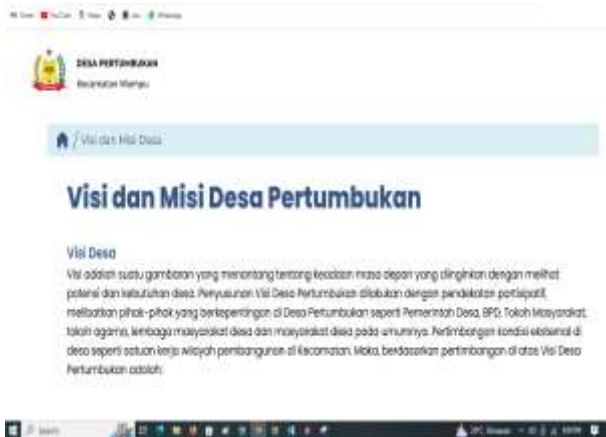 DESA PERTUMBUKAN
Kecamatan Wampu
/ Visi dan Misi Desa
Visi dan Misi Desa Pertumbukan
Visi Desa
Visi adalah suatu gambaran yang menantang tentang keadaan masa depan yang diinginkan dengan melihat
potensi dan kebutuhan desa. Penyusunan Visi Desa Pertumbukan dilakukan dengan pendekatan partisipatif,
melibatkan pihak-pihak yang berkepentingan di Desa Pertumbukan seperti Pemerintah Desa, BPD, Tokoh Masyarakat,
tokoh agama, lembaga masyarakat desa dan masyarakat desa pada umumnya. Pertimbangan kondisi eksternal di
desa seperti satuan kerja wilayah pembangunan di Kecamatan. Maka, berdasarkan pertimbangan di atas Visi Desa
Pertumbukan adalah:
Search